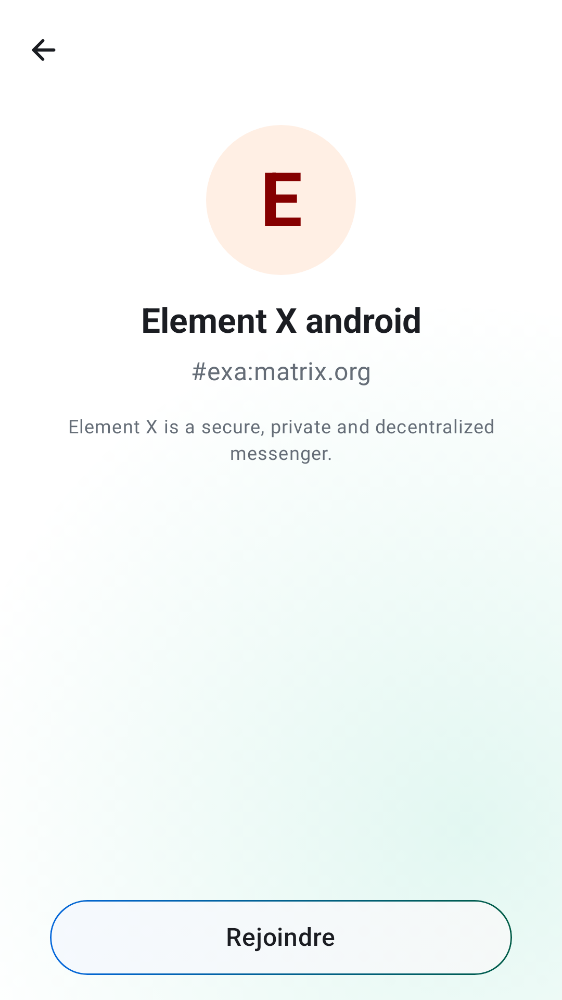 E
Element X android
#exa:matrix.org
Element X is a secure, private and decentralized
messenger.
Rejoindre